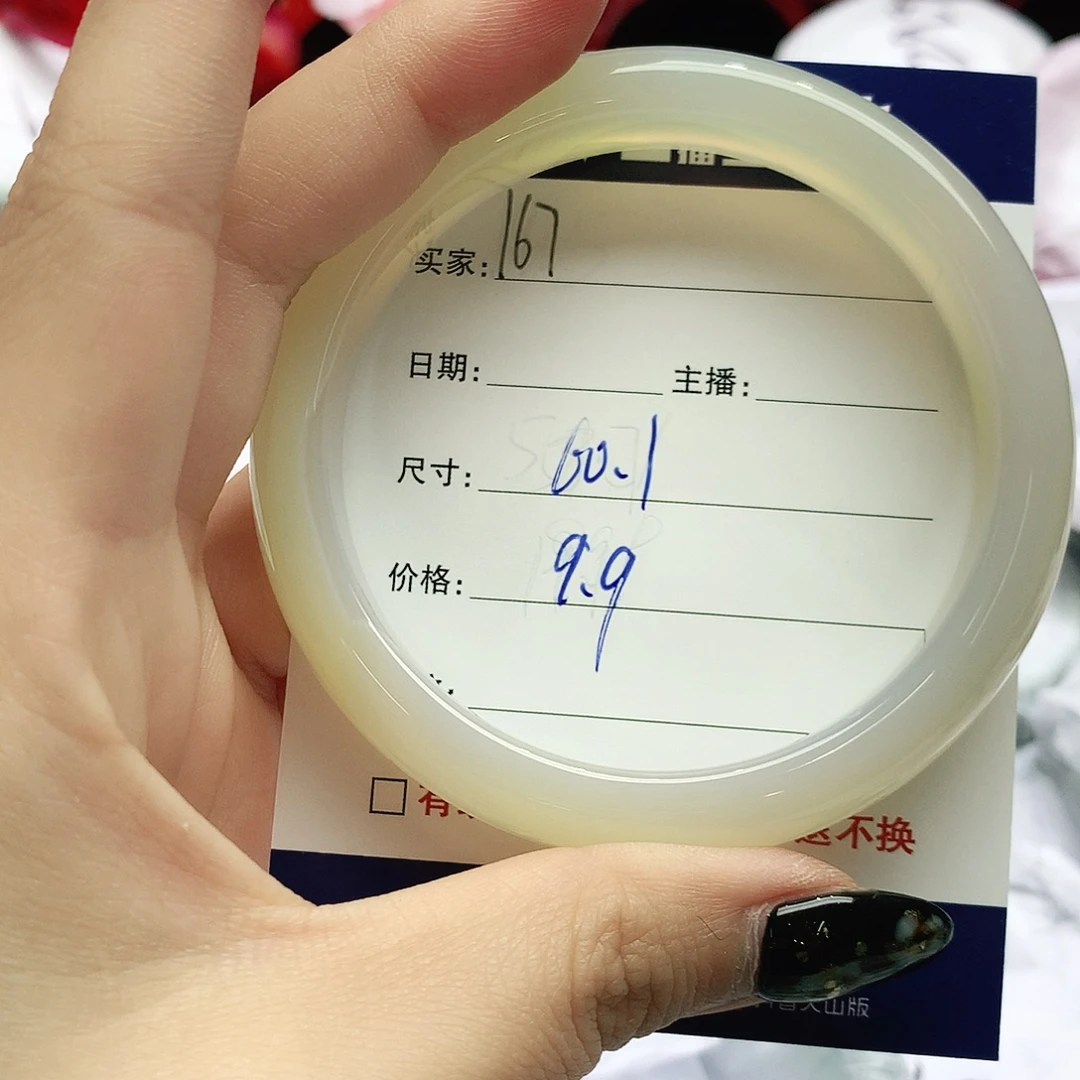 买家: 167
日期: 主播:
尺寸: 60.1
价格: 9.9
不换